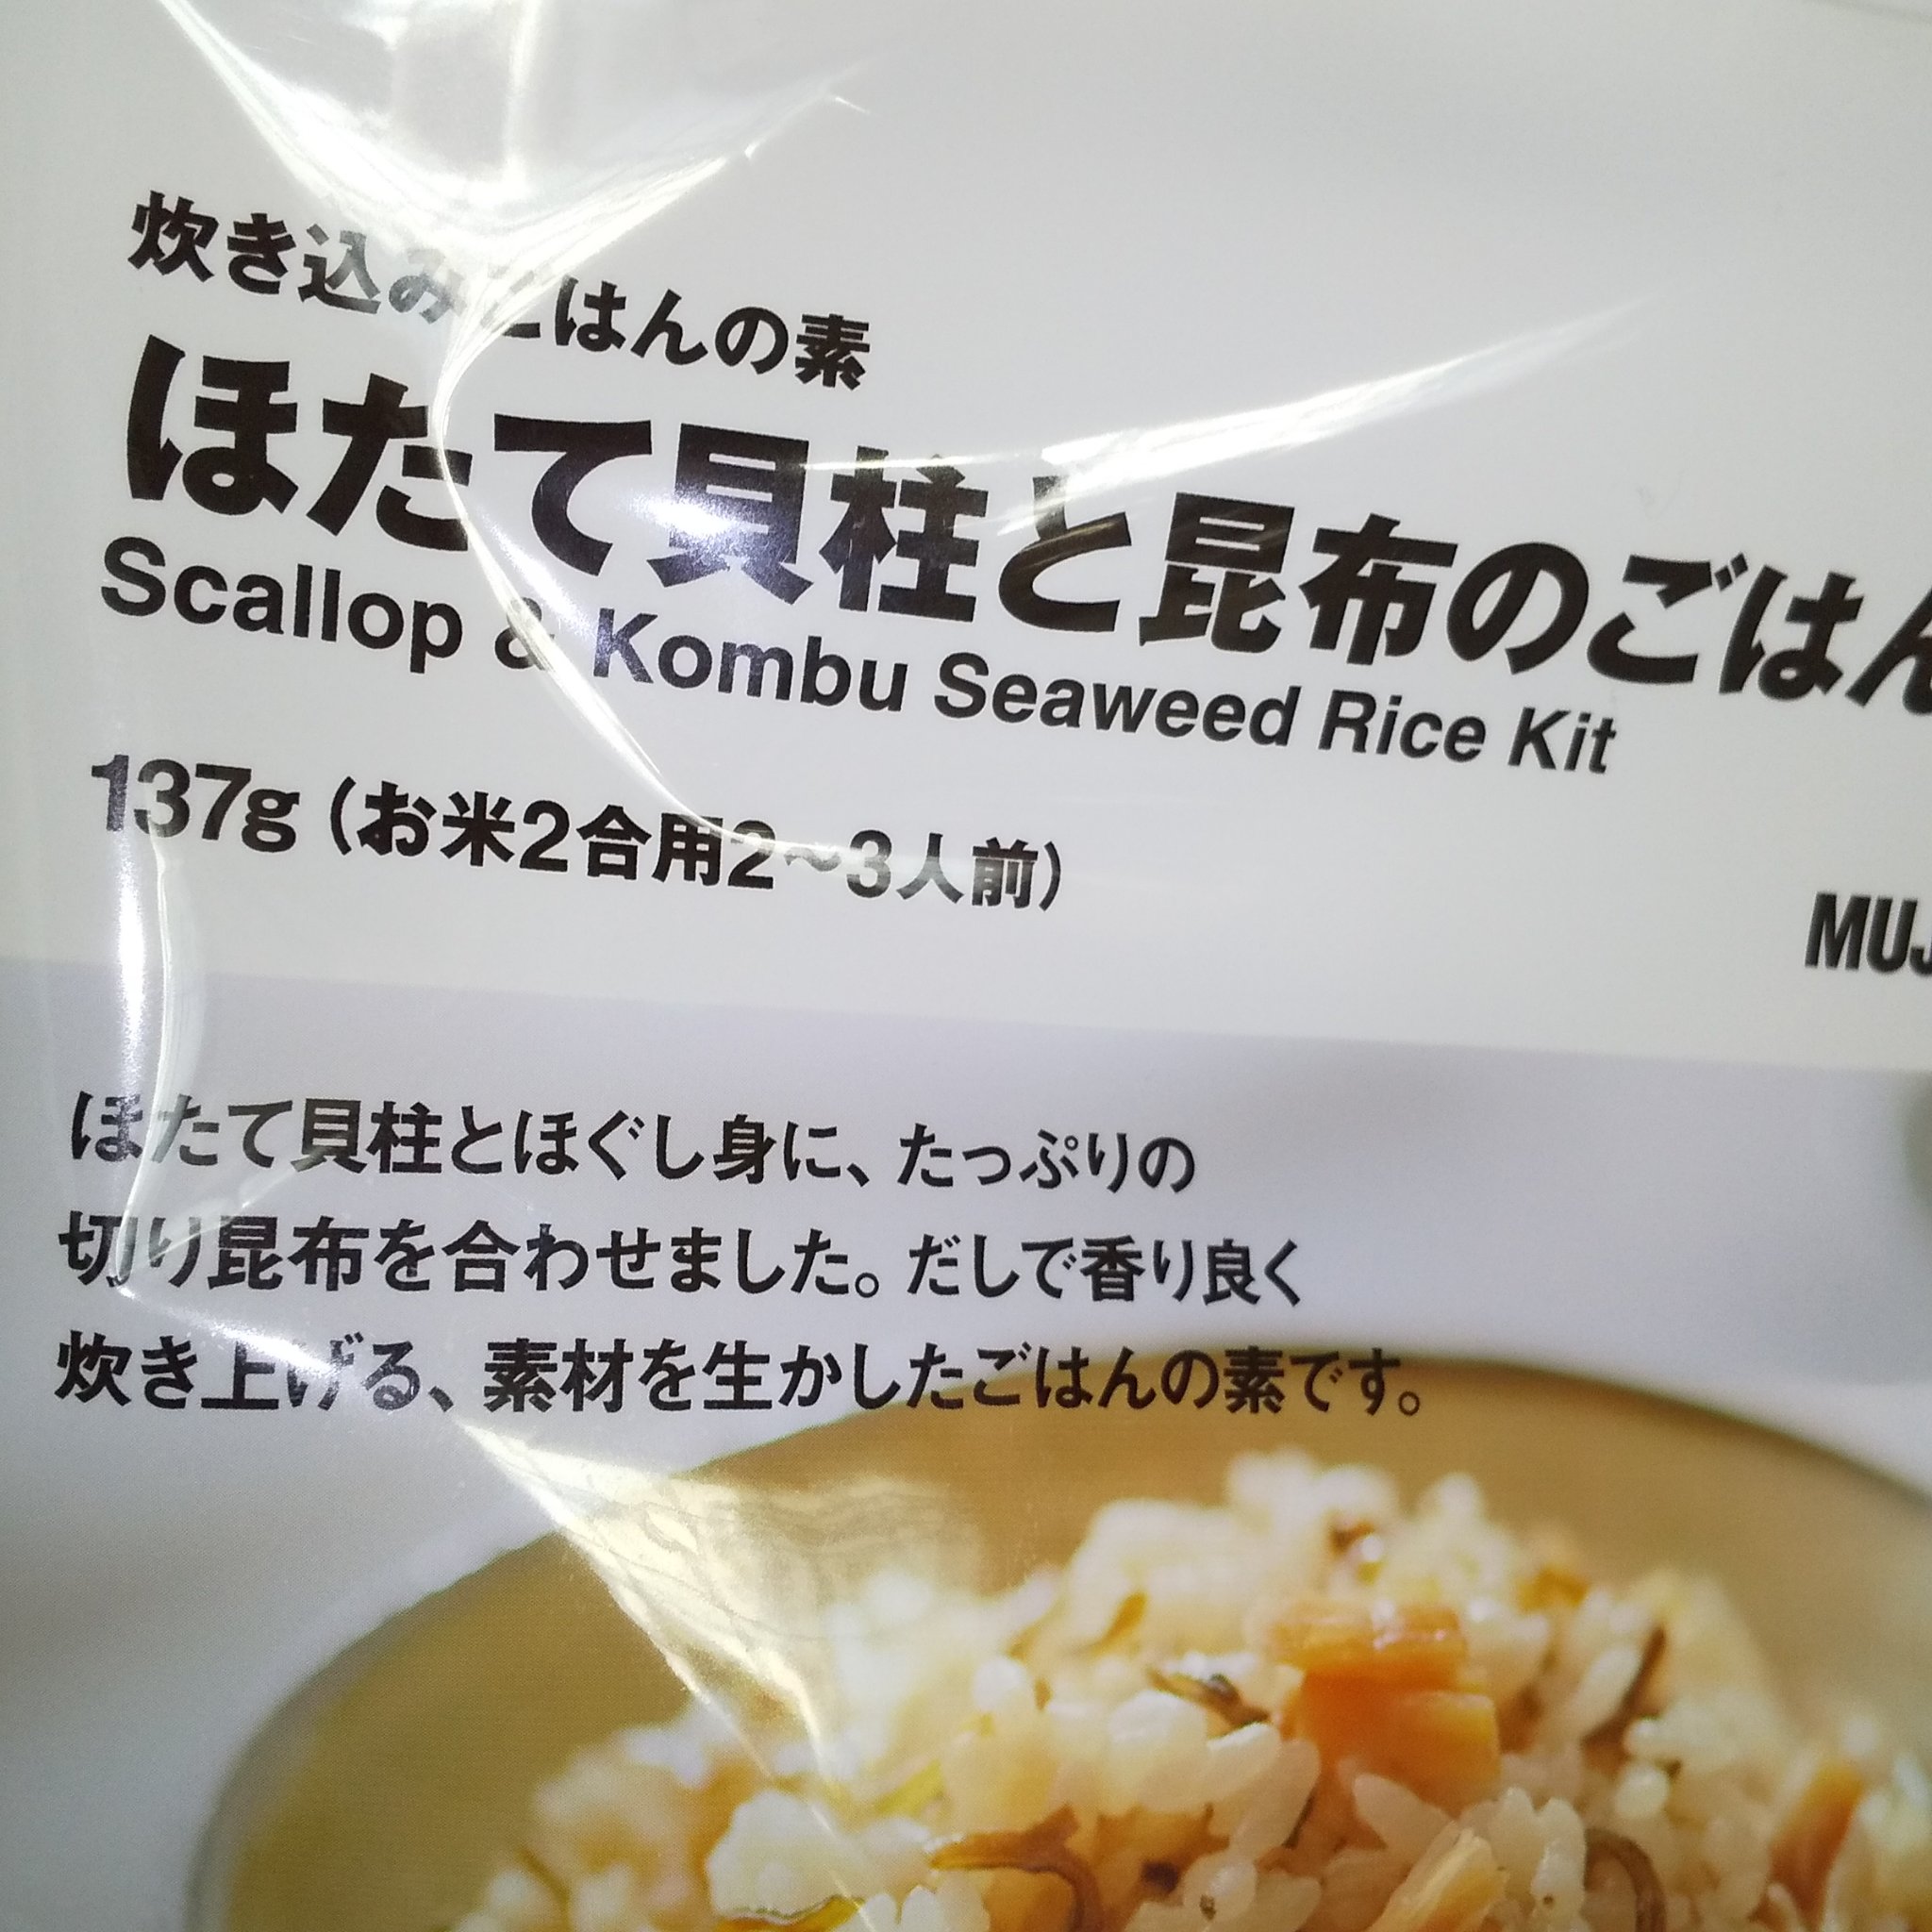 炊き込みごはんの素
ほたて貝柱と昆布のごはん
Scallop & Kombu Seaweed Rice Kit
137g（お米2合用2〜3人前）
MUJ
ほたて貝柱とほぐし身に、たっぷりの
切り昆布を合わせました。だしで香り良く
炊き上げる、素材を生かしたごはんの素です。